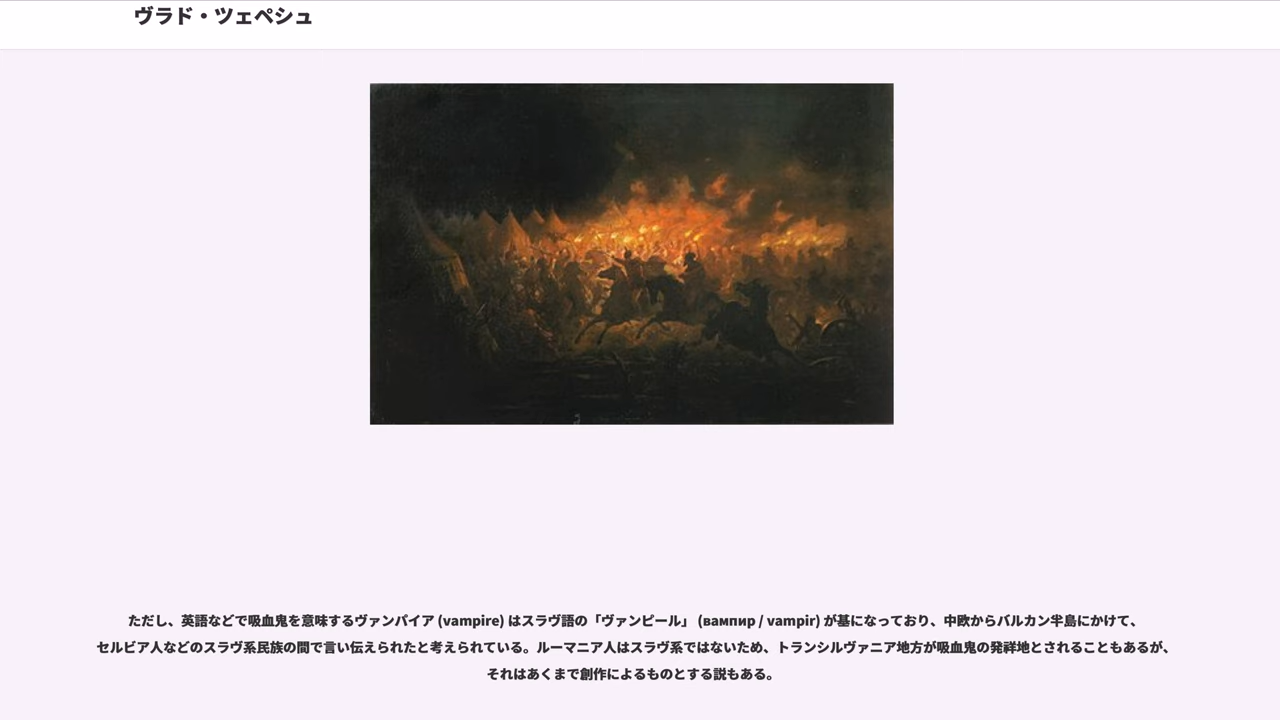 ヴラド・ツェペシュ
ただし、英語などで吸血鬼を意味するヴァンパイア (vampire) はスラヴ語の「ヴァンピール」 (вампир / vampir) が基になっており、中欧からバルカン半島にかけて、
セルビア人などのスラヴ系民族の間で言い伝えられたと考えられている。ルーマニア人はスラヴ系ではないため、トランシルヴァニア地方が吸血鬼の発祥地とされることもあるが、
それはあくまで創作によるものとする説もある。